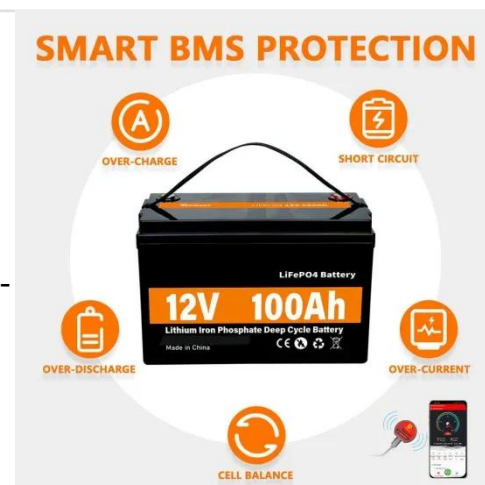 SMART BMS PROTECTION
OVER-CHARGE
SHORT CIRCUIT
LiFePO4 Battery
12V 100Ah
Lithium Iron Phosphate Deep Cycle Battery
Made in China
CE
OVER-DISCHARGE
OVER-CURRENT
CELL BALANCE
-